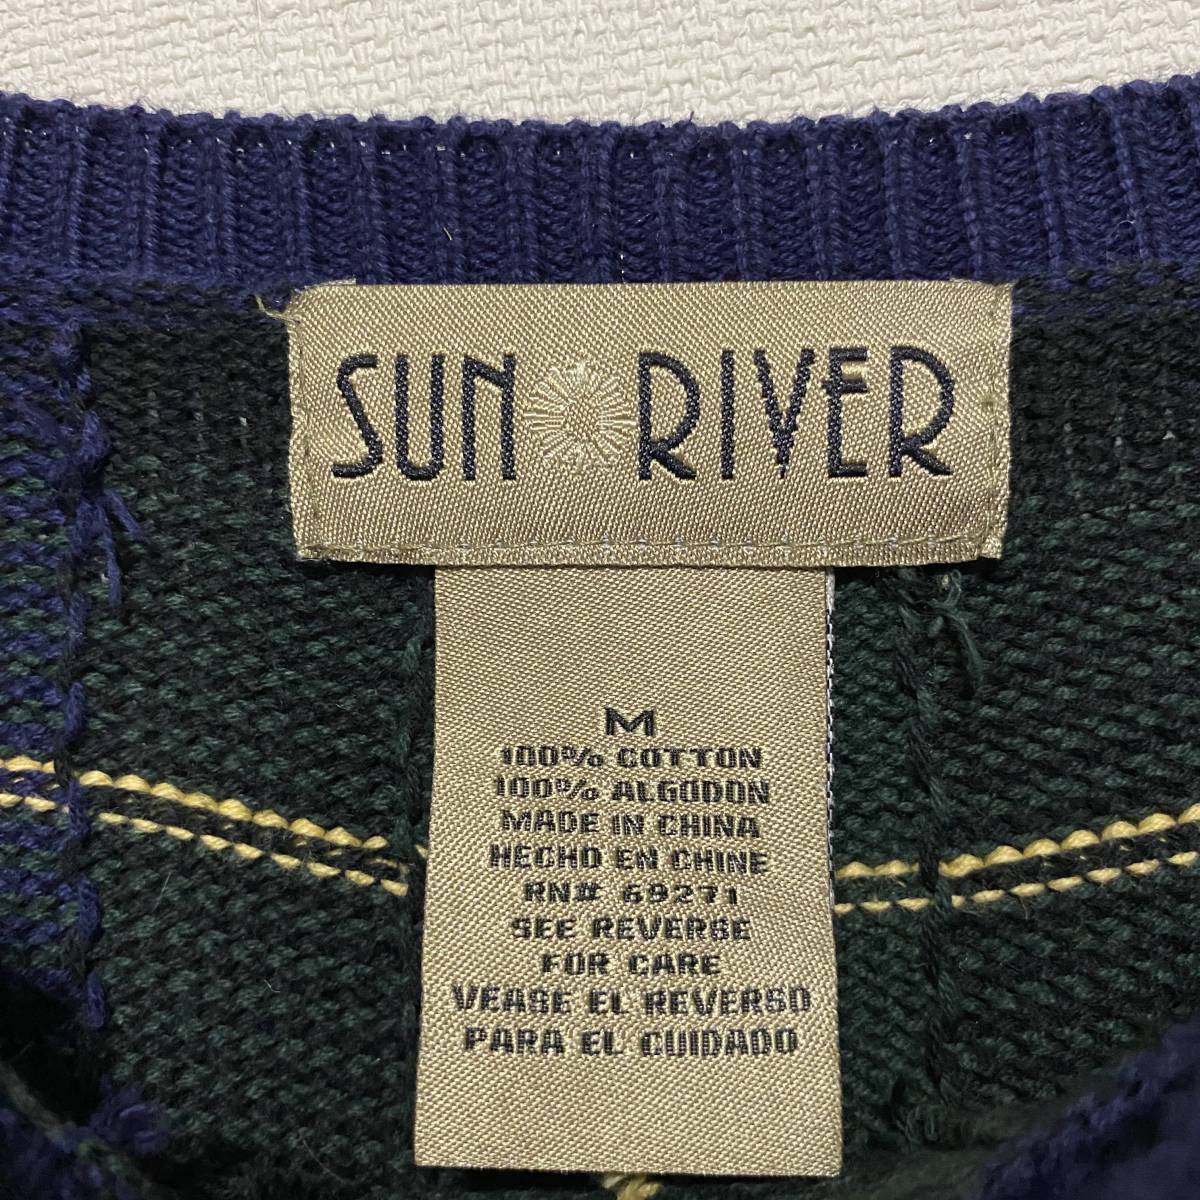 SUN RIVER
M
100% COTTON
100% ALGODON
MADE IN CHINA
HECHO EN CHINE
RN# 69271
SEE REVERSE
FOR CARE
VEASE EL REVERSO
PARA EL CUIDADO